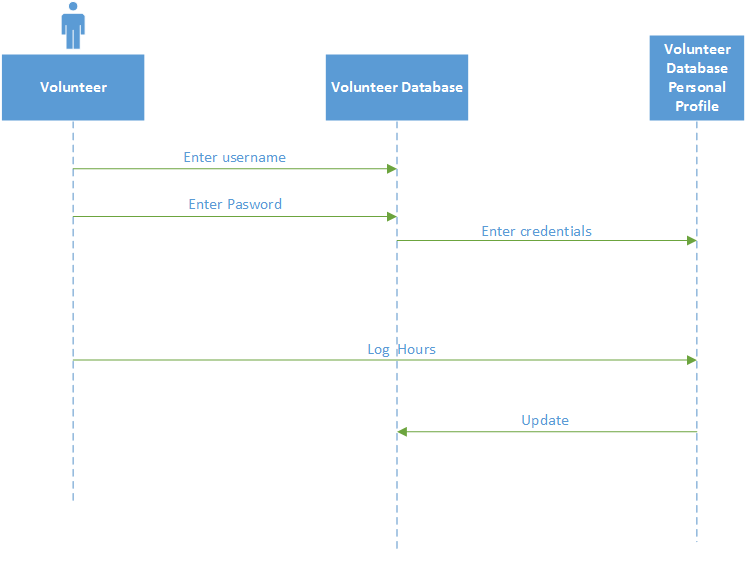 Volunteer
Volunteer Database
Volunteer
Database
Personal
Profile
Enter username
Enter Pasword
Enter credentials
Log Hours
Update